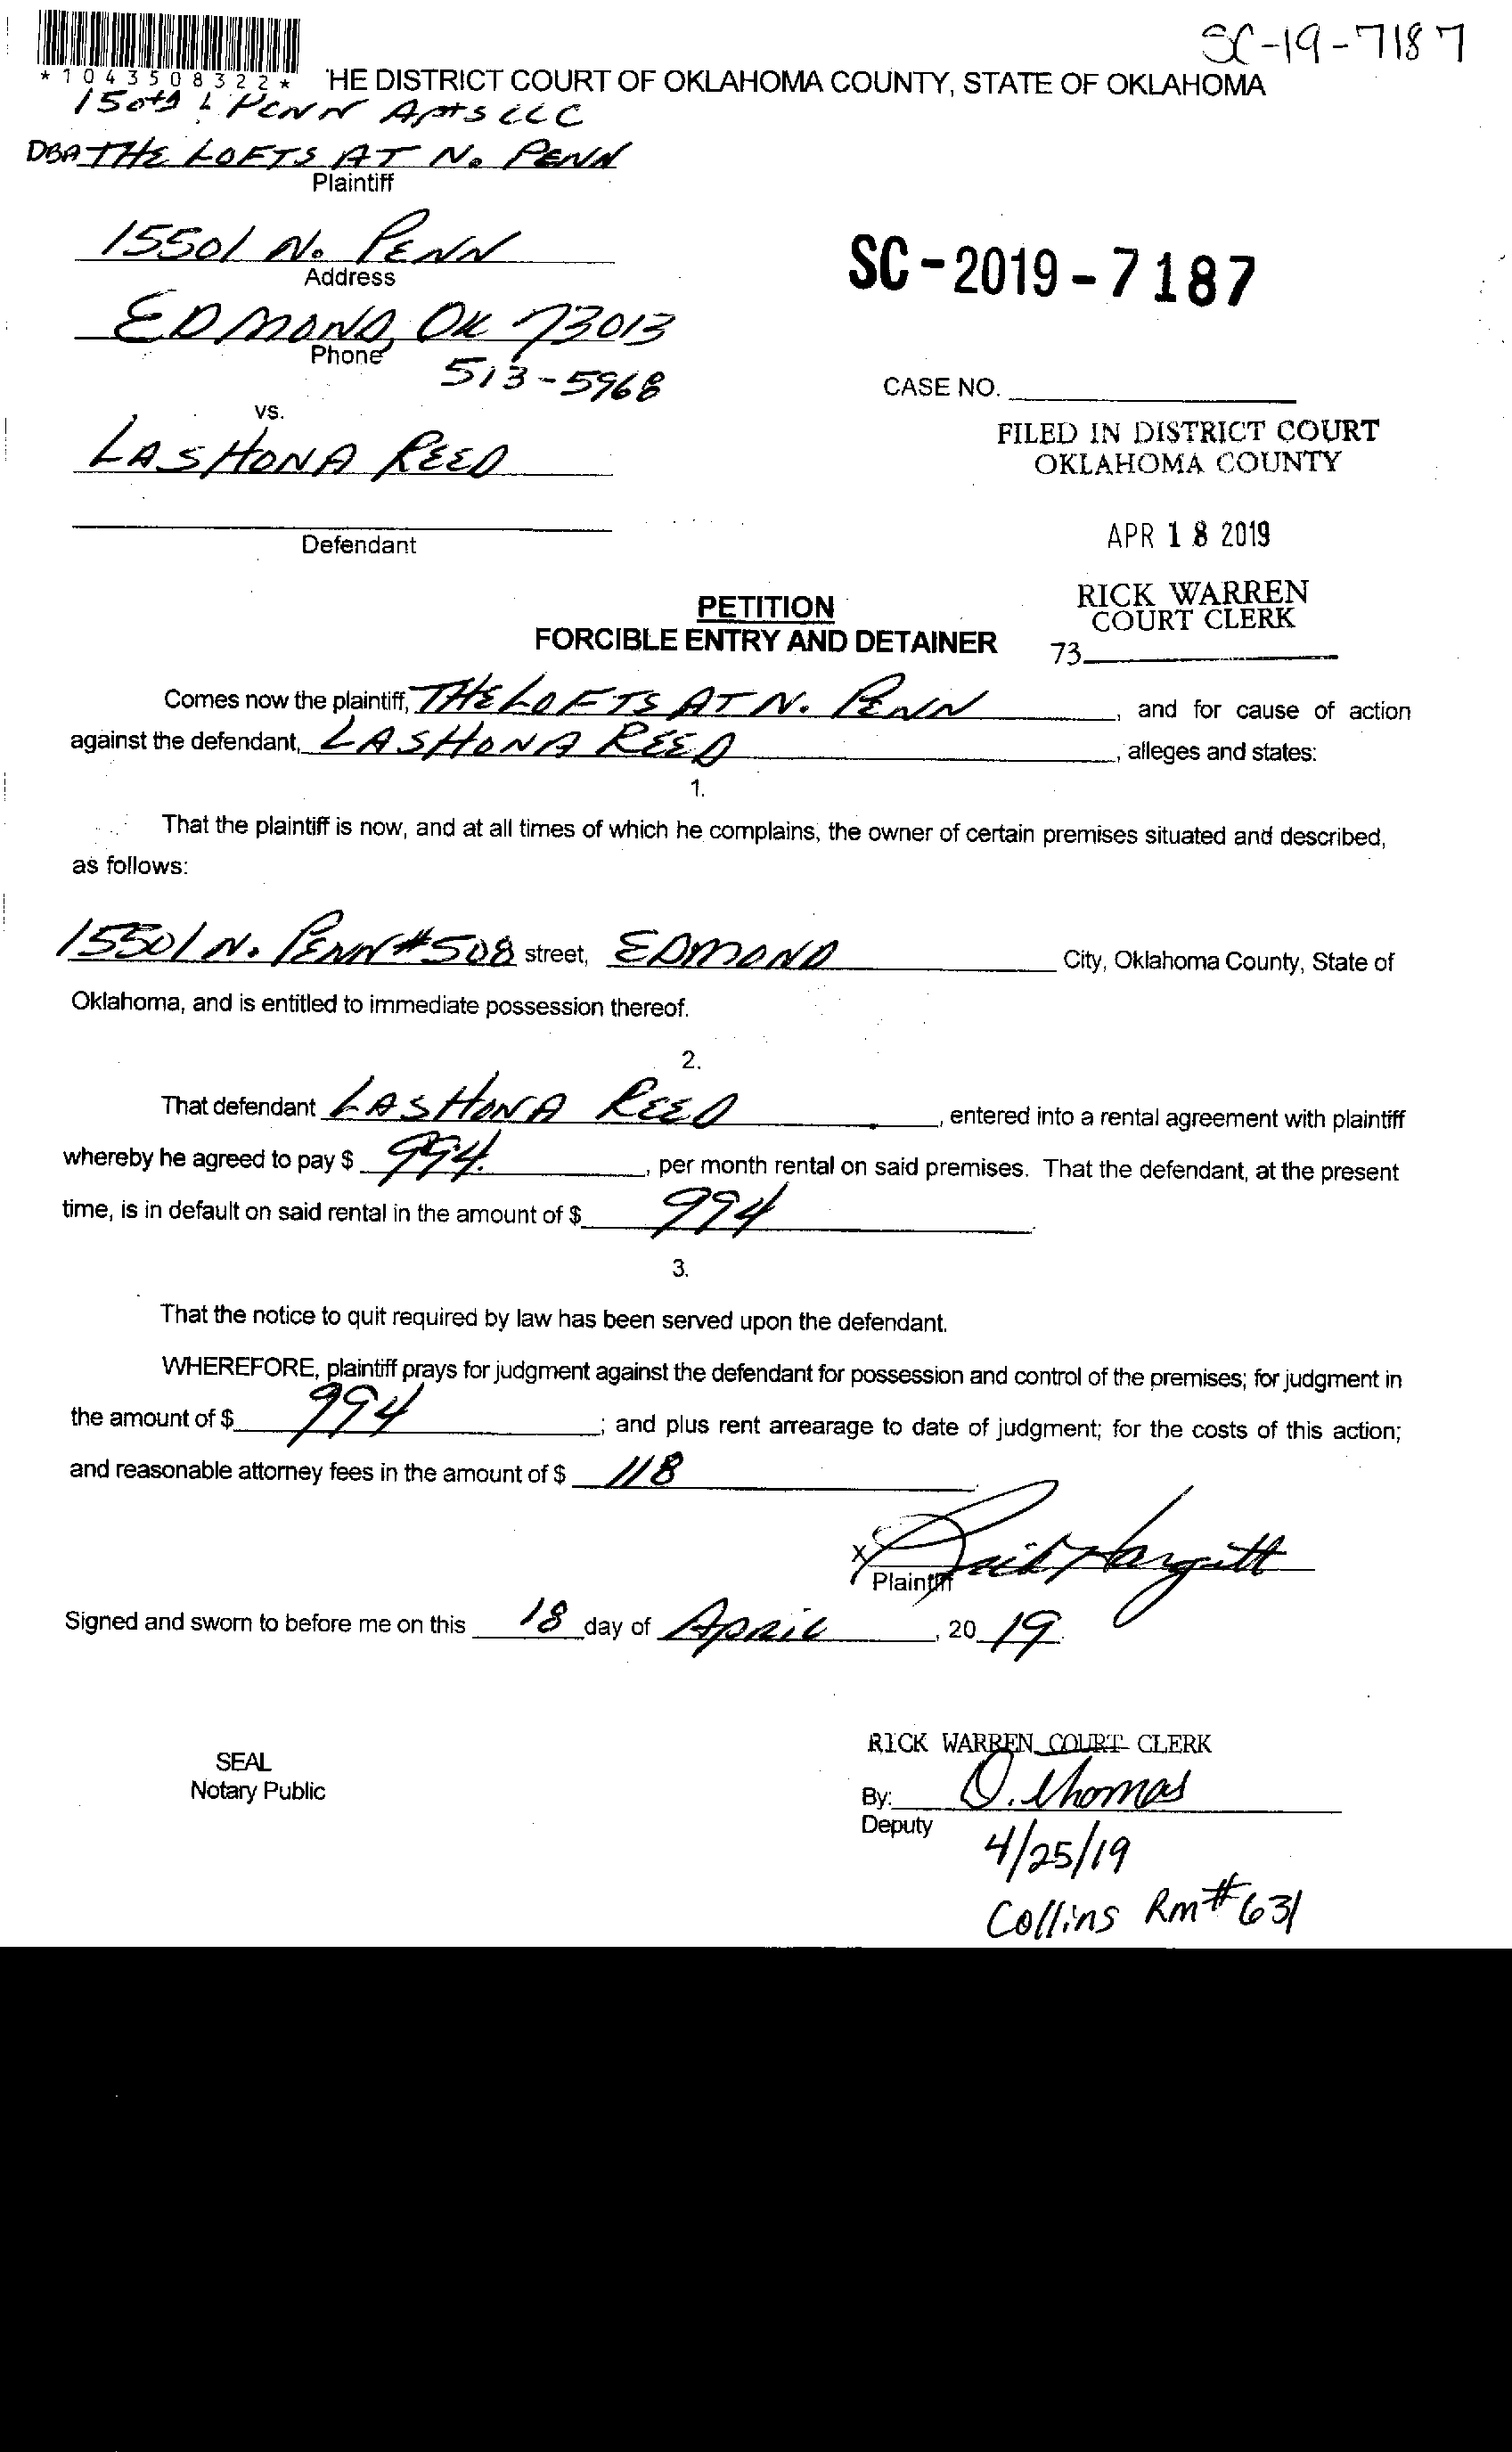 SC-19-7187
*1043508322*
'HE DISTRICT COURT OF OKLAHOMA COUNTY, STATE OF OKLAHOMA
PENN APTS LLC
DBA THE LOFTS AT N. PENN
Plaintiff
15501 N. PENN
Address
SC-2019-7187
EDMOND, OK 73013
Phone
513-5968
CASE NO.
vs.
FILED IN DISTRICT COURT
OKLAHOMA COUNTY
LASHONA REED
APR 18 2019
Defendant
RICK WARREN
COURT CLERK
73
PETITION
FORCIBLE ENTRY AND DETAINER
Comes now the plaintiff, THE LOFTS AT N. PENN, and for cause of action
against the defendant, LASHONA REED, alleges and states:
1.
That the plaintiff is now, and at all times of which he complains, the owner of certain premises situated and described,
as follows:
15501 N. PENN #508 street, EDMOND City, Oklahoma County, State of
Oklahoma, and is entitled to immediate possession thereof.
2.
That defendant LASHONA REED, entered into a rental agreement with plaintiff
whereby he agreed to pay $ 994., per month rental on said premises. That the defendant, at the present
time, is in default on said rental in the amount of $ 994.
3.
That the notice to quit required by law has been served upon the defendant.
WHEREFORE, plaintiff prays for judgment against the defendant for possession and control of the premises; for judgment in
the amount of $ 994; and plus rent arrearage to date of judgment; for the costs of this action;
and reasonable attorney fees in the amount of $ 118.
X Hargett
Plaintiff
Signed and sworn to before me on this 18 day of APRIL, 20 19.
RICK WARREN COURT CLERK
SEAL
Notary Public
By: O. Thomas
Deputy
4/25/19
Collins Rm# 631